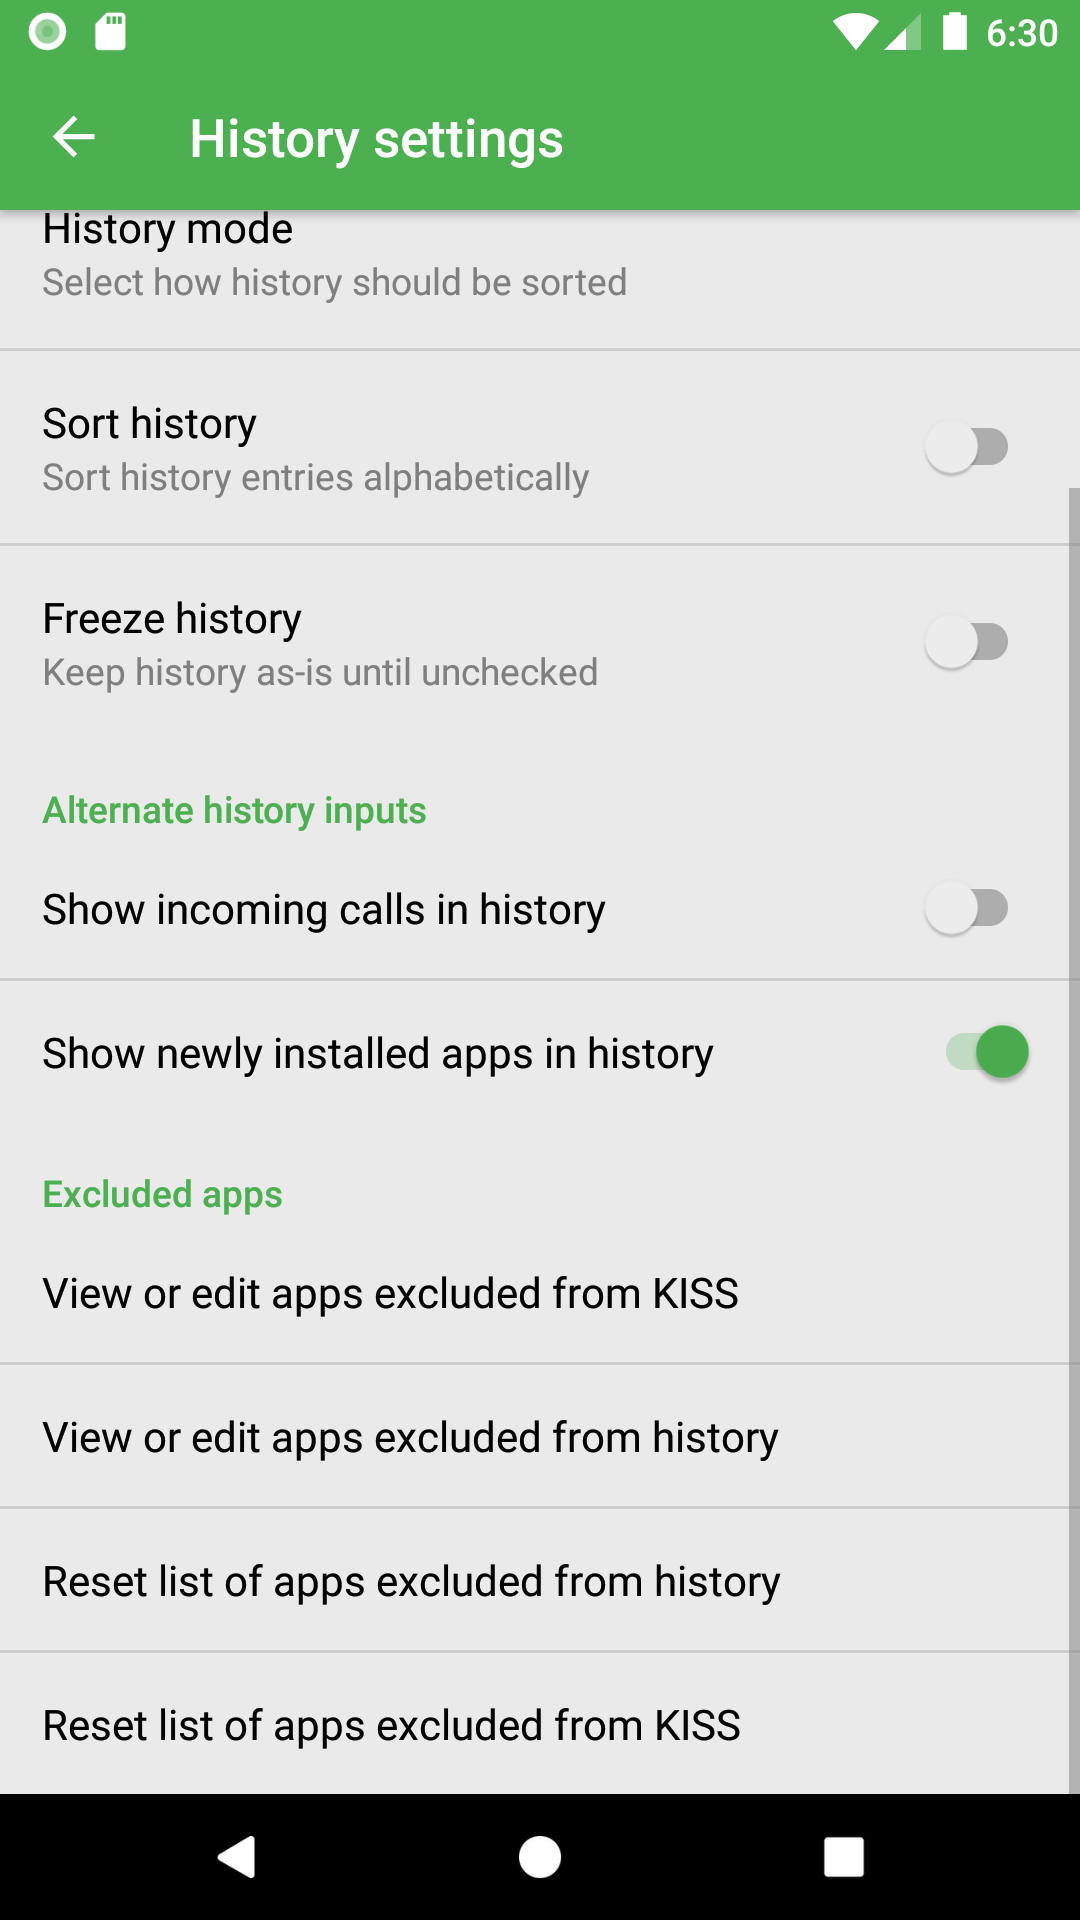 6:30
History settings
History mode
Select how history should be sorted
Sort history
Sort history entries alphabetically
Freeze history
Keep history as-is until unchecked
Alternate history inputs
Show incoming calls in history
Show newly installed apps in history
Excluded apps
View or edit apps excluded from KISS
View or edit apps excluded from history
Reset list of apps excluded from history
Reset list of apps excluded from KISS